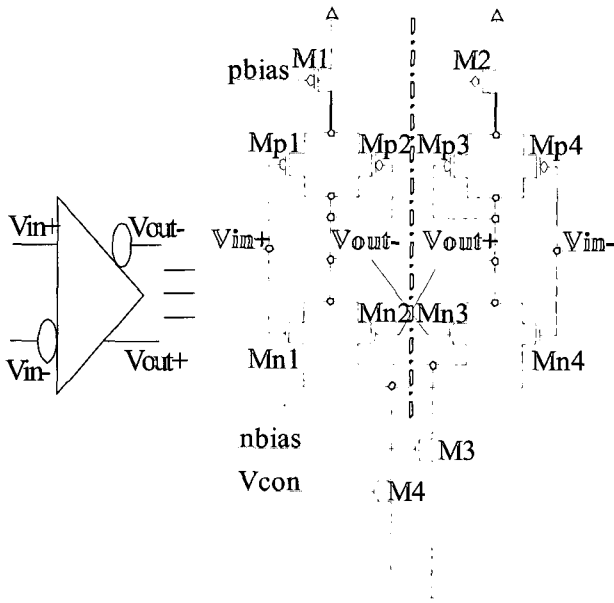 M1
M2
pbias
Mp1
Mp2
Mp3
Mp4
Vin+
Vout-
Vin+
Vout-
Vout+
Vin-
Mn2
Mn3
Vin-
Vout+
Mn1
Mn4
nbias
M3
Vcon
M4